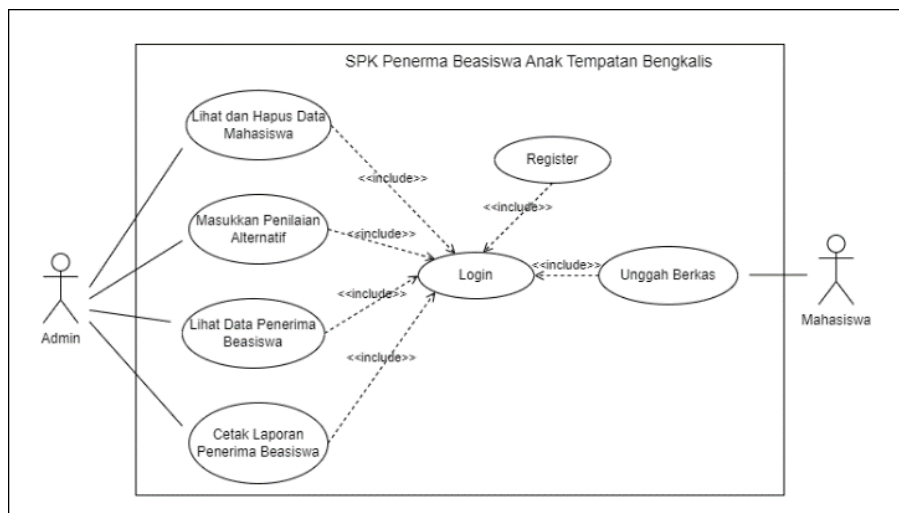 SPK Penerma Beasiswa Anak Tempatan Bengkalis
Lihat dan Hapus Data
Mahasiswa
Register
<<include>>
<<include>>
Masukkan Penilaian
Alternatif
<<include>>
Login
<<include>>
Unggah Berkas
<<include>>
Lihat Data Penerima
Beasiswa
<<include>>
Cetak Laporan
Penerima Beasiswa
Admin
Mahasiswa